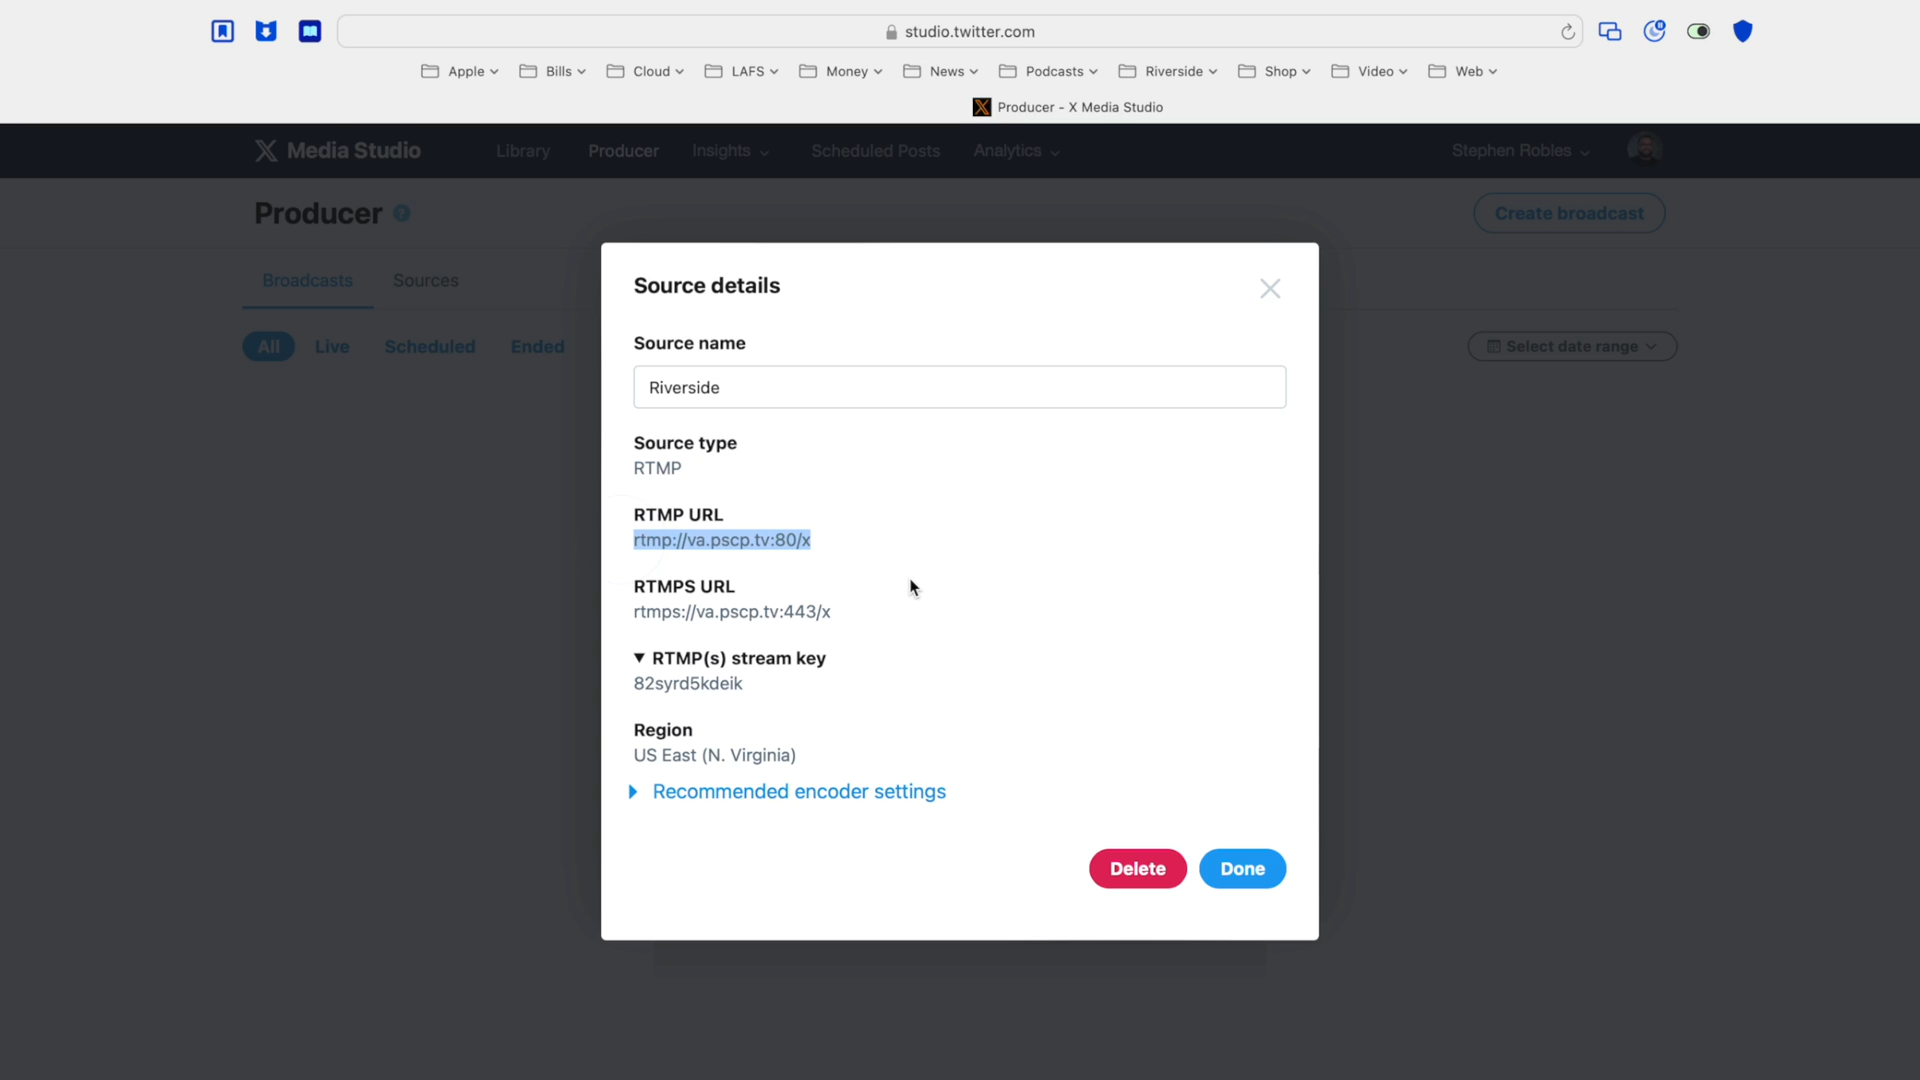 studio.twitter.com
Apple Bills Cloud LAFS Money News Podcasts Riverside Shop Video Web
Producer - X Media Studio
X Media Studio Library Producer Insights Scheduled Posts Analytics Stephen Robles
Producer ? Create broadcast
Broadcasts Sources
All Live Scheduled Ended Select date range
Source details
Source name
Riverside
Source type
RTMP
RTMP URL
rtmp://va.pscp.tv:80/x
RTMPS URL
rtmps://va.pscp.tv:443/x
RTMP(s) stream key
82syrd5kdeik
Region
US East (N. Virginia)
Recommended encoder settings
Delete Done